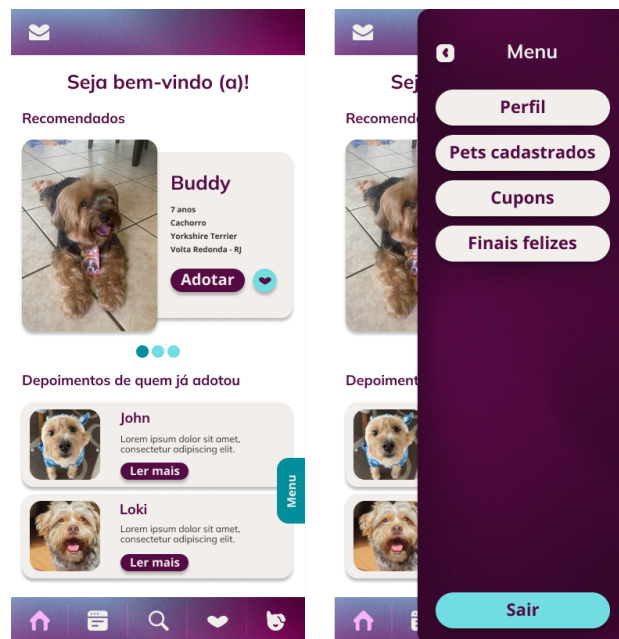 Seja bem-vindo (a)!
Recomendados
Buddy
7 anos
Cachorro
Yorkshire Terrier
Volta Redonda - RJ
Adotar
Depoimentos de quem já adotou
John
Lorem ipsum dolor sit amet,
consectetur adipiscing elit.
Ler mais
Menu
Loki
Lorem ipsum dolor sit amet,
consectetur adipiscing elit.
Ler mais
Sej
Recomend
Depoiment
Menu
Perfil
Pets cadastrados
Cupons
Finais felizes
Sair